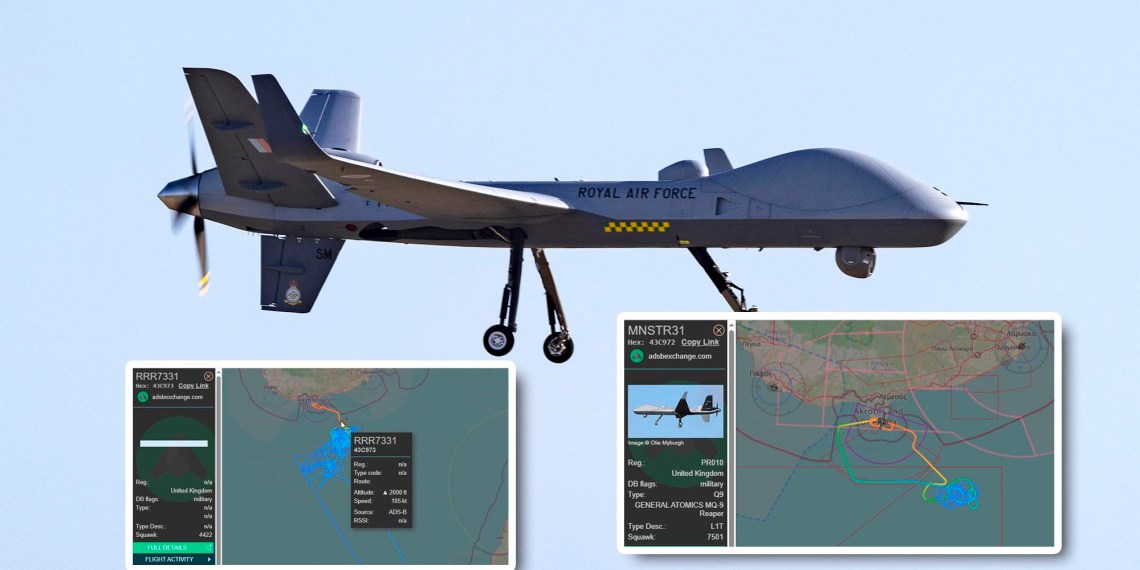 ROYAL AIR FORCE
SM
RRR7331
Hex: 43C973 Copy Link
adsbexchange.com
Reg.: n/a
United Kingdom
DB flags: military
Type: n/a
n/a
Type Desc.: n/a
Squawk: 4422
FULL DETAILS
FLIGHT ACTIVITY
RRR7331
43C973
Reg.: n/a
Type code: n/a
Route:
Altitude: ▲ 2000 ft
Speed: 105 kt
Source: ADS-B
RSSI: n/a
MNSTR31
Hex: 43C972 Copy Link
adsbexchange.com
Image © Olie Myburgh
Reg.: PR010
United Kingdom
DB flags: military
Type: Q9
GENERAL ATOMICS MQ-9
Reaper
Type Desc.: L1T
Squawk: 7501
Πάφος
Λεμεσός
Λάρνακα